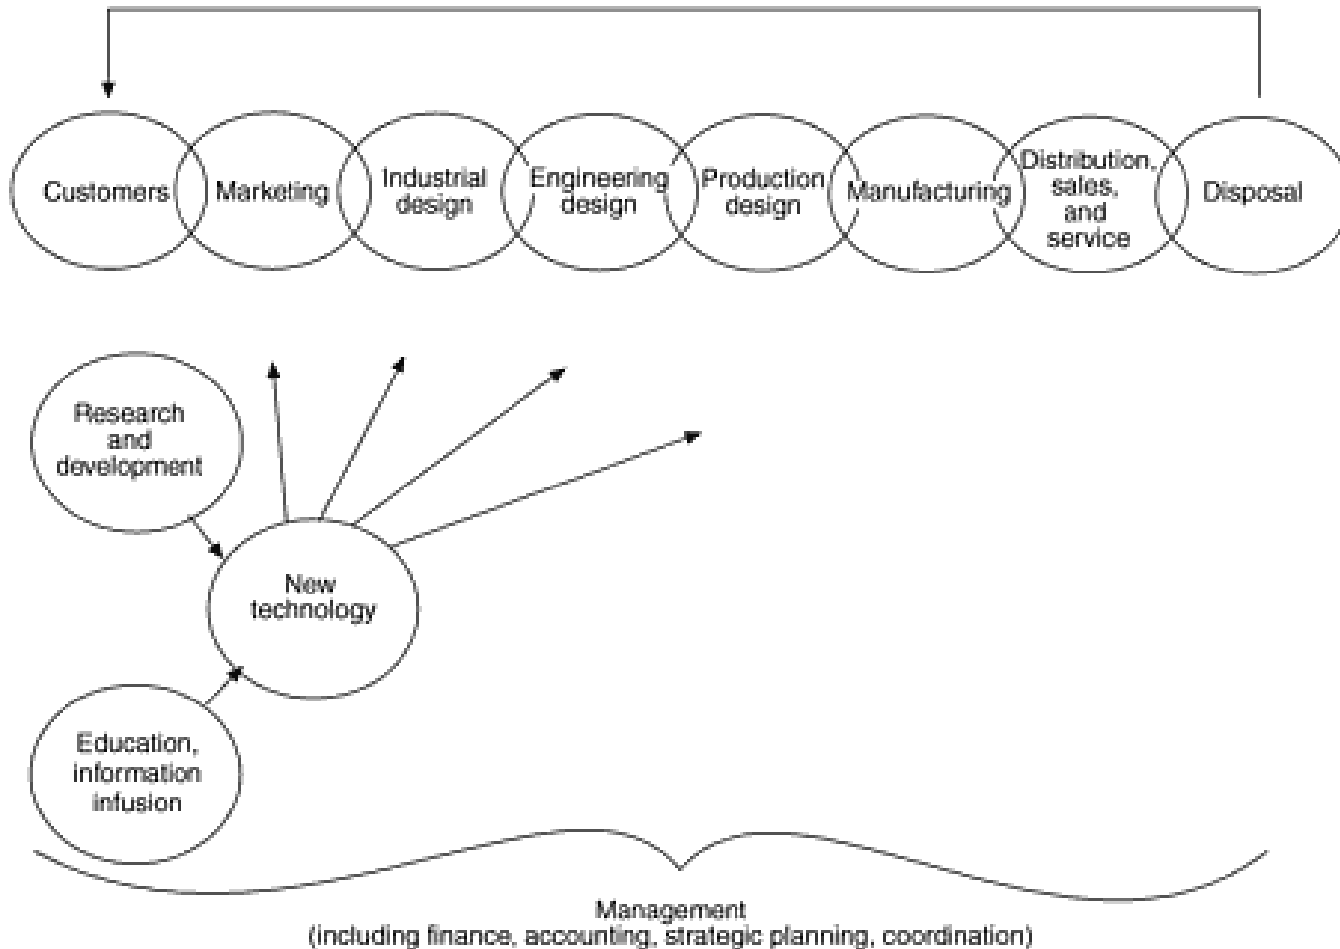 Customers
Marketing
Industrial
design
Engineering
design
Production
design
Manufacturing
Distribution,
sales,
and
service
Disposal
Research
and
development
New
technology
Education,
information
infusion
Management
(including finance, accounting, strategic planning, coordination)